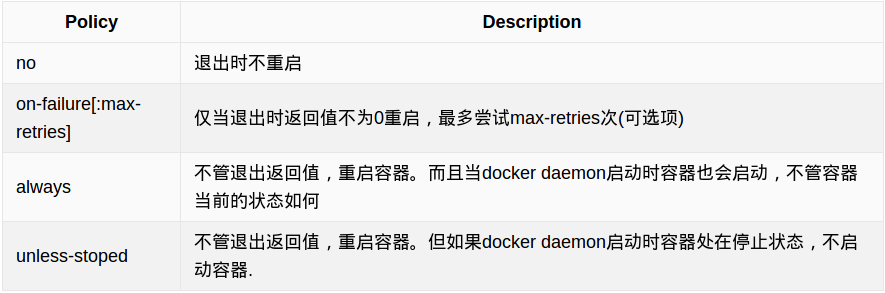 Policy Description
no 退出时不重启
on-failure[:max-
retries]
仅当退出时返回值不为0重启，最多尝试max-retries次(可选项)
always
不管退出返回值，重启容器。而且当docker daemon启动时容器也会启动，不管容器
当前的状态如何
unless-stoped
不管退出返回值，重启容器。但如果docker daemon启动时容器处在停止状态，不启
动容器.